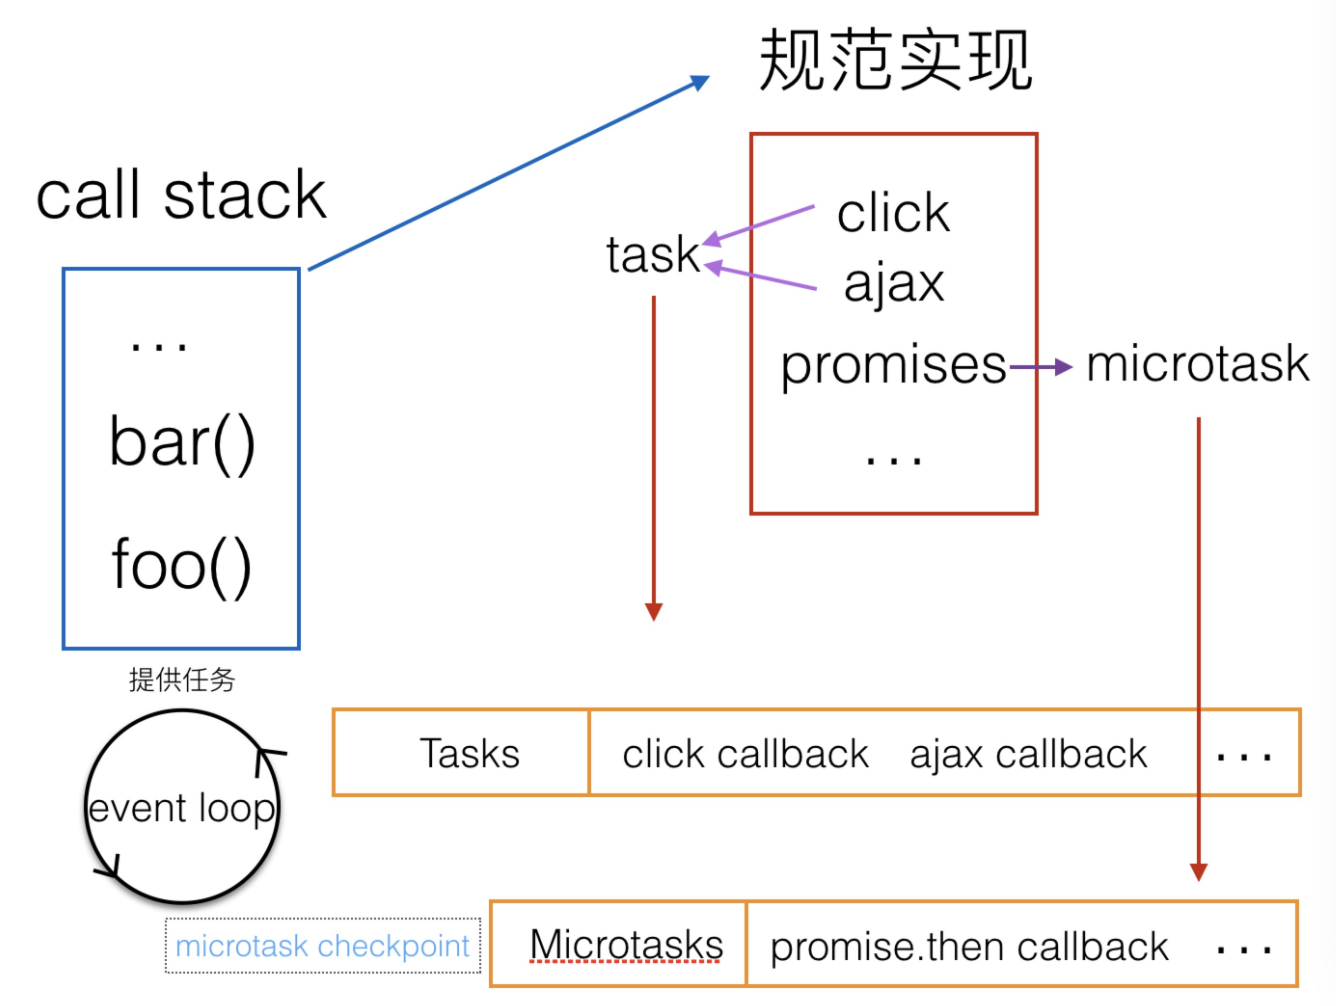 规范实现
call stack
click
task
ajax
...
promises
microtask
bar()
...
foo()
提供任务
Tasks
click callback
ajax callback
...
event loop
microtask checkpoint
Microtasks
promise.then callback
...